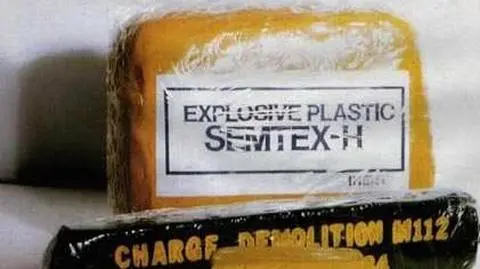 EXPLOSIVE PLASTIC
SEMTEX-H
CHARGE DEMOLITION M112